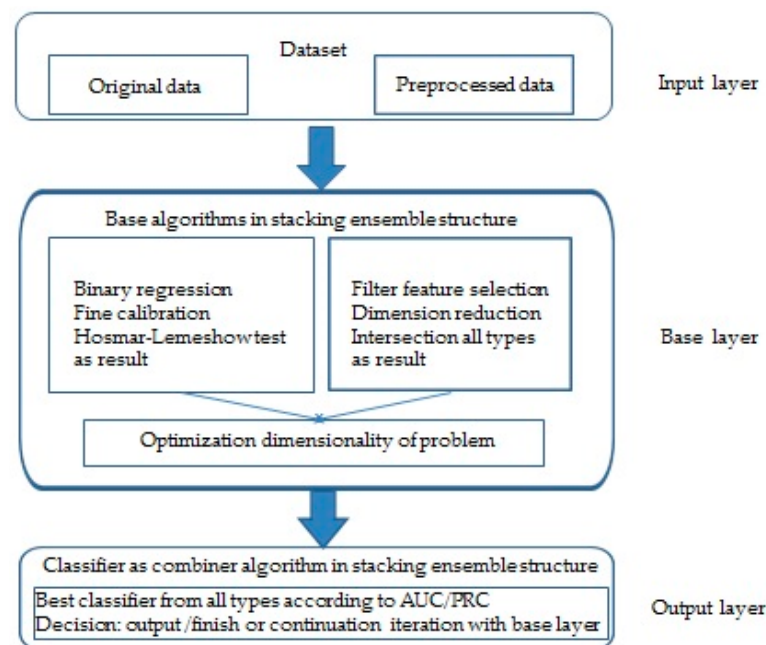 Dataset
Original data
Preprocessed data
Input layer
Base algorithms in stacking ensemble structure
Binary regression
Fine calibration
Hosmar-Lemeshow test
as result
Filter feature selection
Dimension reduction
Intersection all types
as result
Base layer
Optimization dimensionality of problem
Classifier as combiner algorithm in stacking ensemble structure
Best classifier from all types according to AUC/PRC
Decision: output /finish or continuation iteration with base layer
Output layer